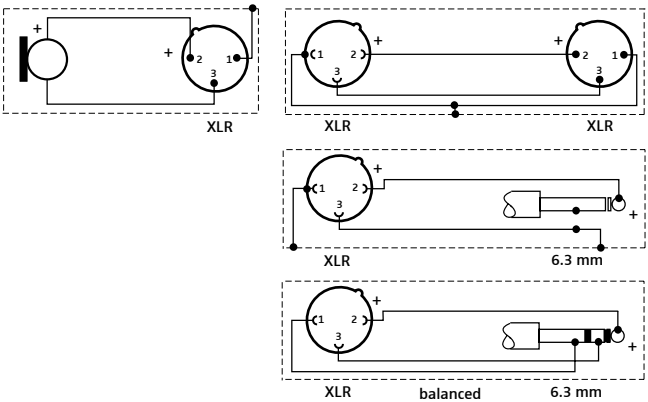 +
+ 2 1
3
XLR
1 2 + + 2 1
3 3
XLR XLR
+
1 2
3 +
XLR 6.3 mm
+
1 2
3 +
XLR balanced 6.3 mm